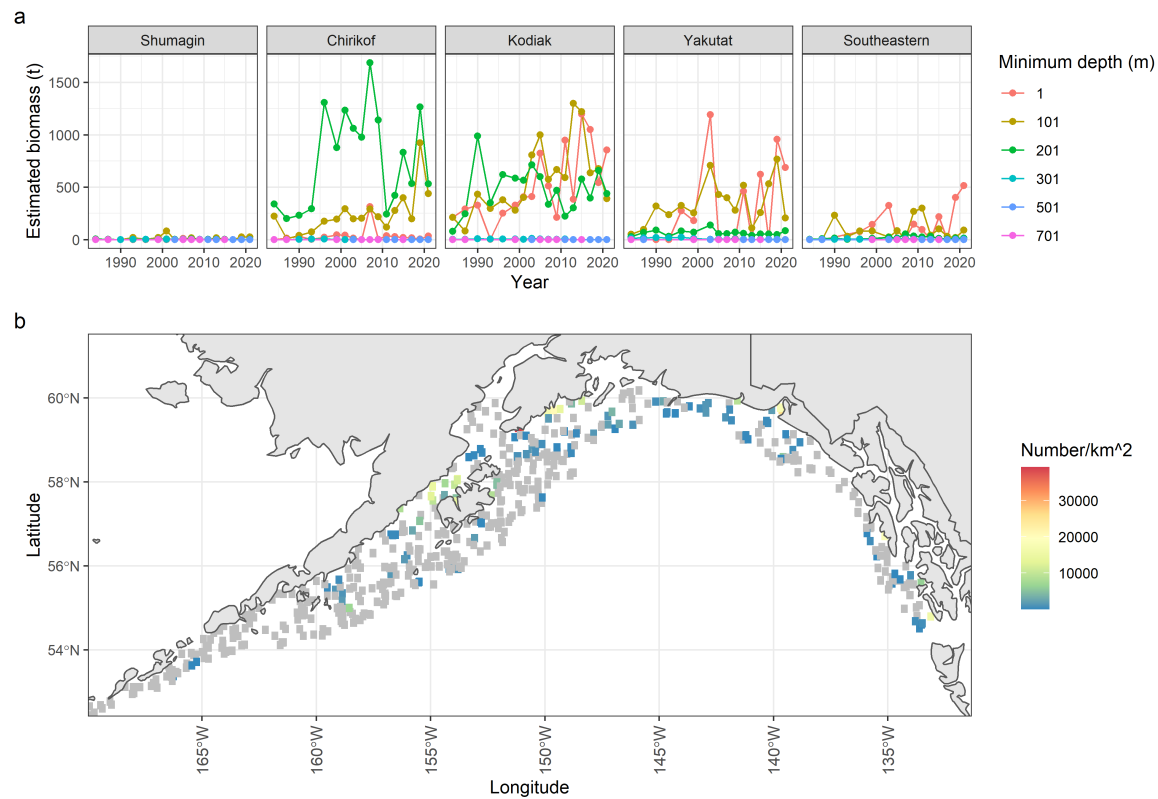 a
Shumagin Chirikof Kodiak Yakutat Southeastern
Estimated biomass (t)
1500
1000
500
0
1990 2000 2010 2020 1990 2000 2010 2020 1990 2000 2010 2020 1990 2000 2010 2020 1990 2000 2010 2020
Year
Minimum depth (m)
1
101
201
301
501
701
b
Latitude
60°N
58°N
56°N
54°N
165°W 160°W 155°W 150°W 145°W 140°W 135°W
Longitude
Number/km^2
30000
20000
10000